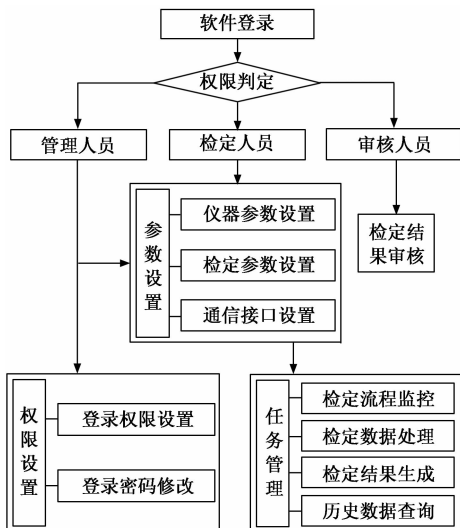 软件登录
权限判定
管理人员
检定人员
审核人员
参数设置
仪器参数设置
检定参数设置
通信接口设置
检定结
果审核
权限设置
登录权限设置
登录密码修改
任务管理
检定流程监控
检定数据处理
检定结果生成
历史数据查询